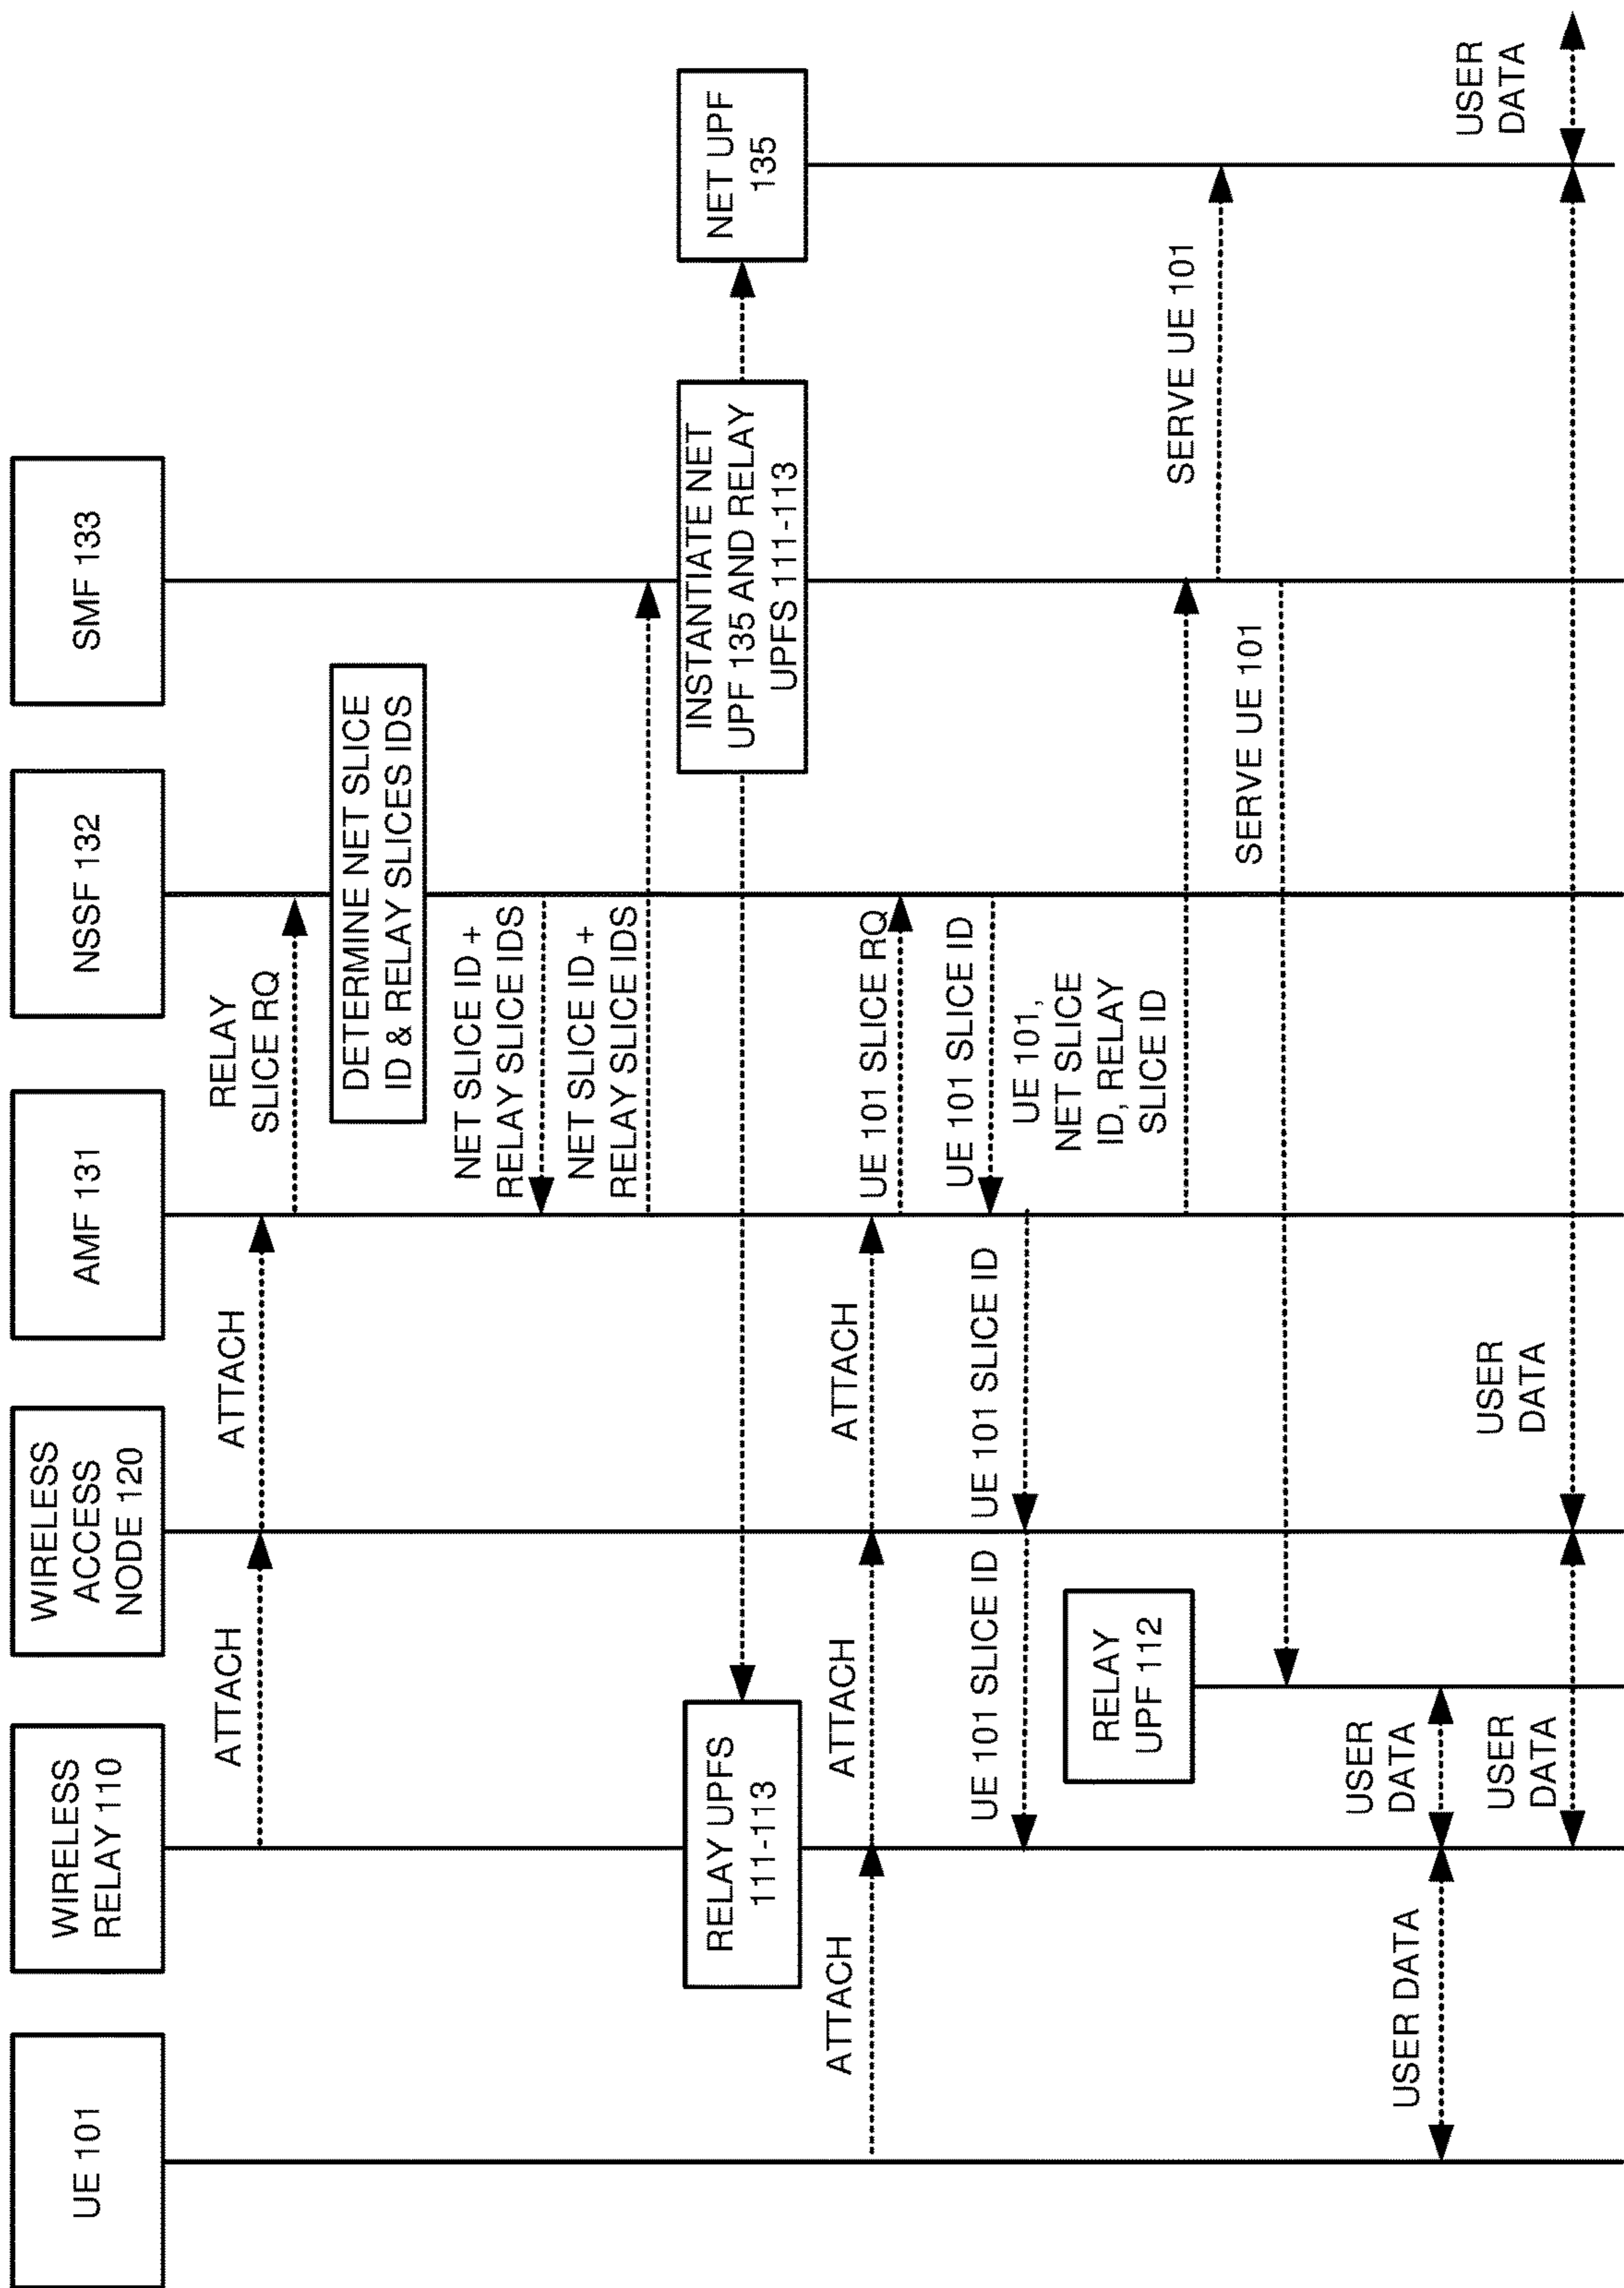 UE 101
WIRELESS
RELAY 110
WIRELESS
ACCESS
NODE 120
AMF 131
NSSF 132
SMF 133
ATTACH
ATTACH
RELAY
SLICE RQ
DETERMINE NET SLICE
ID & RELAY SLICES IDS
NET SLICE ID +
RELAY SLICE IDS
NET SLICE ID +
RELAY SLICE IDS
RELAY UPFS
111-113
INSTANTIATE NET
UPF 135 AND RELAY
UPFS 111-113
NET UPF
135
ATTACH
ATTACH
ATTACH
UE 101 SLICE RQ
UE 101 SLICE ID
UE 101 SLICE ID
UE 101 SLICE ID
UE 101,
NET SLICE
ID, RELAY
SLICE ID
RELAY
UPF 112
SERVE UE 101
SERVE UE 101
USER DATA
USER
DATA
USER
DATA
USER
DATA
USER
DATA